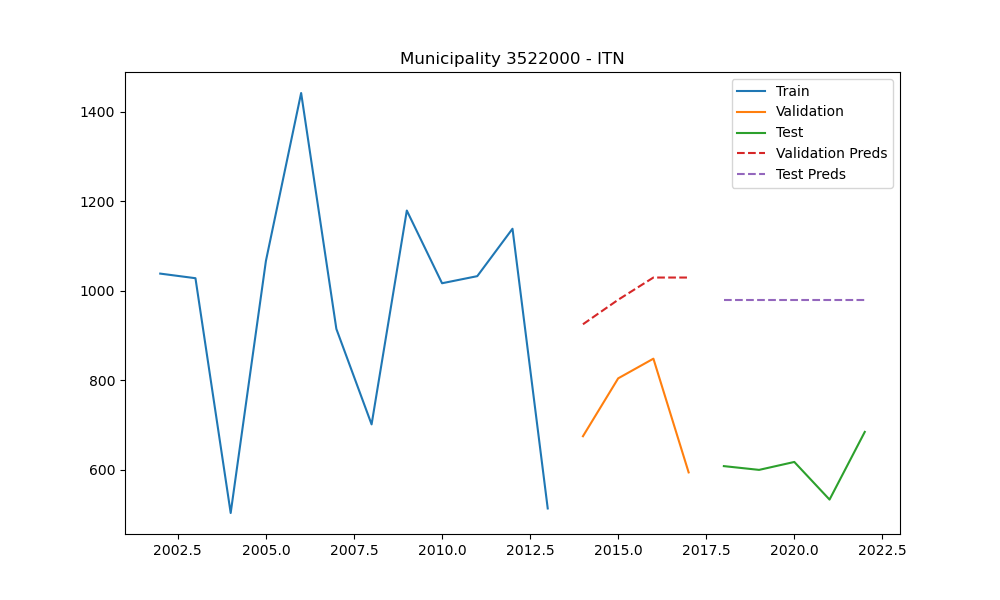 Municipality 3522000 - ITN
Train
Validation
Test
Validation Preds
Test Preds
1400
1200
1000
800
600
2002.5 2005.0 2007.5 2010.0 2012.5 2015.0 2017.5 2020.0 2022.5